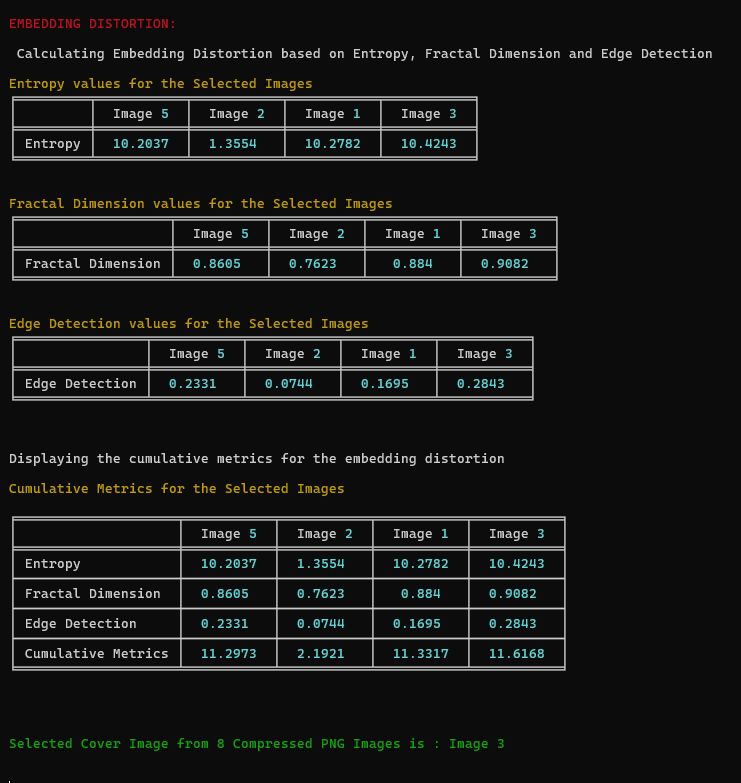 EMBEDDING DISTORTION:
Calculating Embedding Distortion based on Entropy, Fractal Dimension and Edge Detection
Entropy values for the Selected Images
Image 5 Image 2 Image 1 Image 3
Entropy 10.2037 1.3554 10.2782 10.4243
Fractal Dimension values for the Selected Images
Image 5 Image 2 Image 1 Image 3
Fractal Dimension 0.8605 0.7623 0.884 0.9082
Edge Detection values for the Selected Images
Image 5 Image 2 Image 1 Image 3
Edge Detection 0.2331 0.0744 0.1695 0.2843
Displaying the cumulative metrics for the embedding distortion
Cumulative Metrics for the Selected Images
Image 5 Image 2 Image 1 Image 3
Entropy 10.2037 1.3554 10.2782 10.4243
Fractal Dimension 0.8605 0.7623 0.884 0.9082
Edge Detection 0.2331 0.0744 0.1695 0.2843
Cumulative Metrics 11.2973 2.1921 11.3317 11.6168
Selected Cover Image from 8 Compressed PNG Images is : Image 3